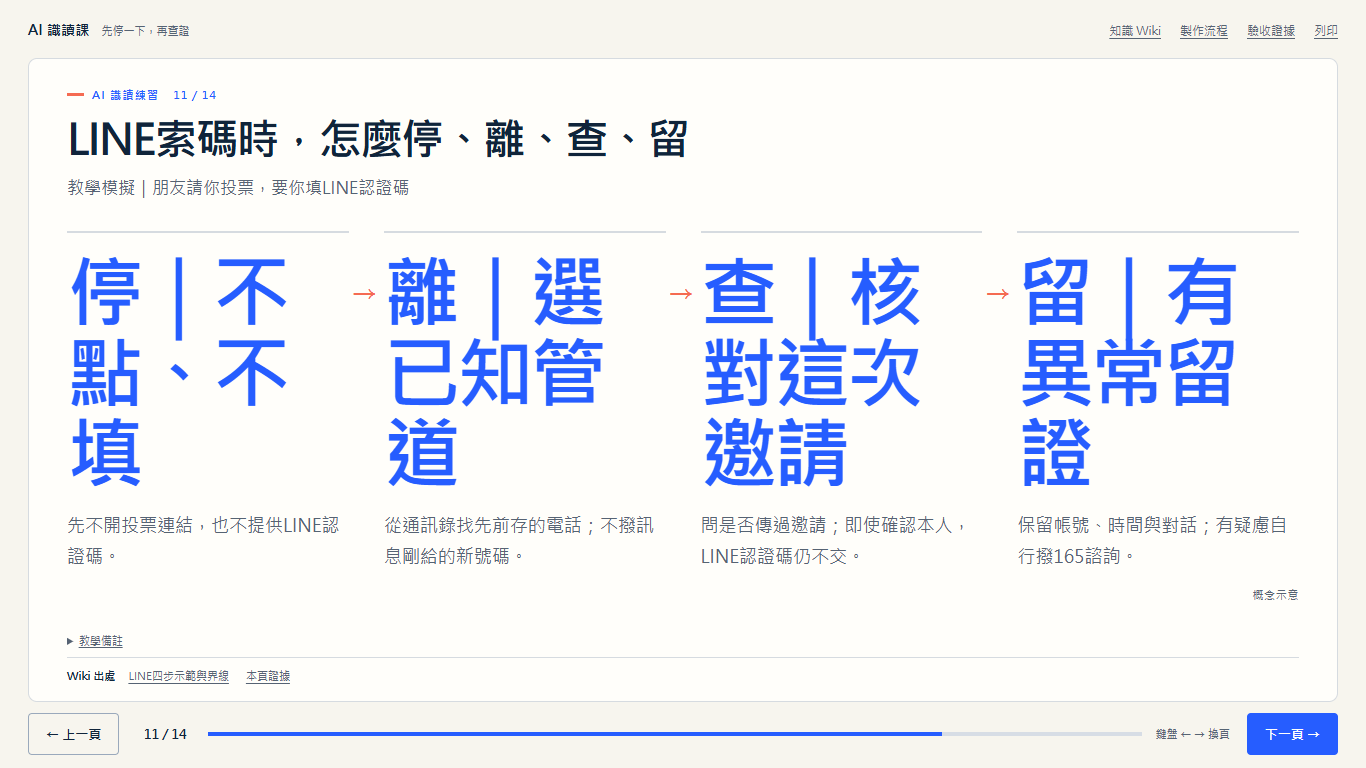 AI 識讀課 先停一下，再查證
知識 Wiki 製作流程 驗收證據 列印
AI 識讀練習 11 / 14
LINE索碼時，怎麼停、離、查、留
教學模擬｜朋友請你投票，要你填LINE認證碼
停｜不
點、不
填
先不開投票連結，也不提供LINE認
證碼。
→
離｜選
已知管
道
從通訊錄找先前存的電話；不撥訊
息剛給的新號碼。
→
查｜核
對這次
邀請
問是否傳過邀請；即使確認本人，
LINE認證碼仍不交。
→
留｜有
異常留
證
保留帳號、時間與對話；有疑慮自
行撥165諮詢。
概念示意
▶ 教學備註
Wiki 出處 LINE四步示範與界線 本頁證據
← 上一頁
11 / 14
鍵盤 ← → 換頁
下一頁 →